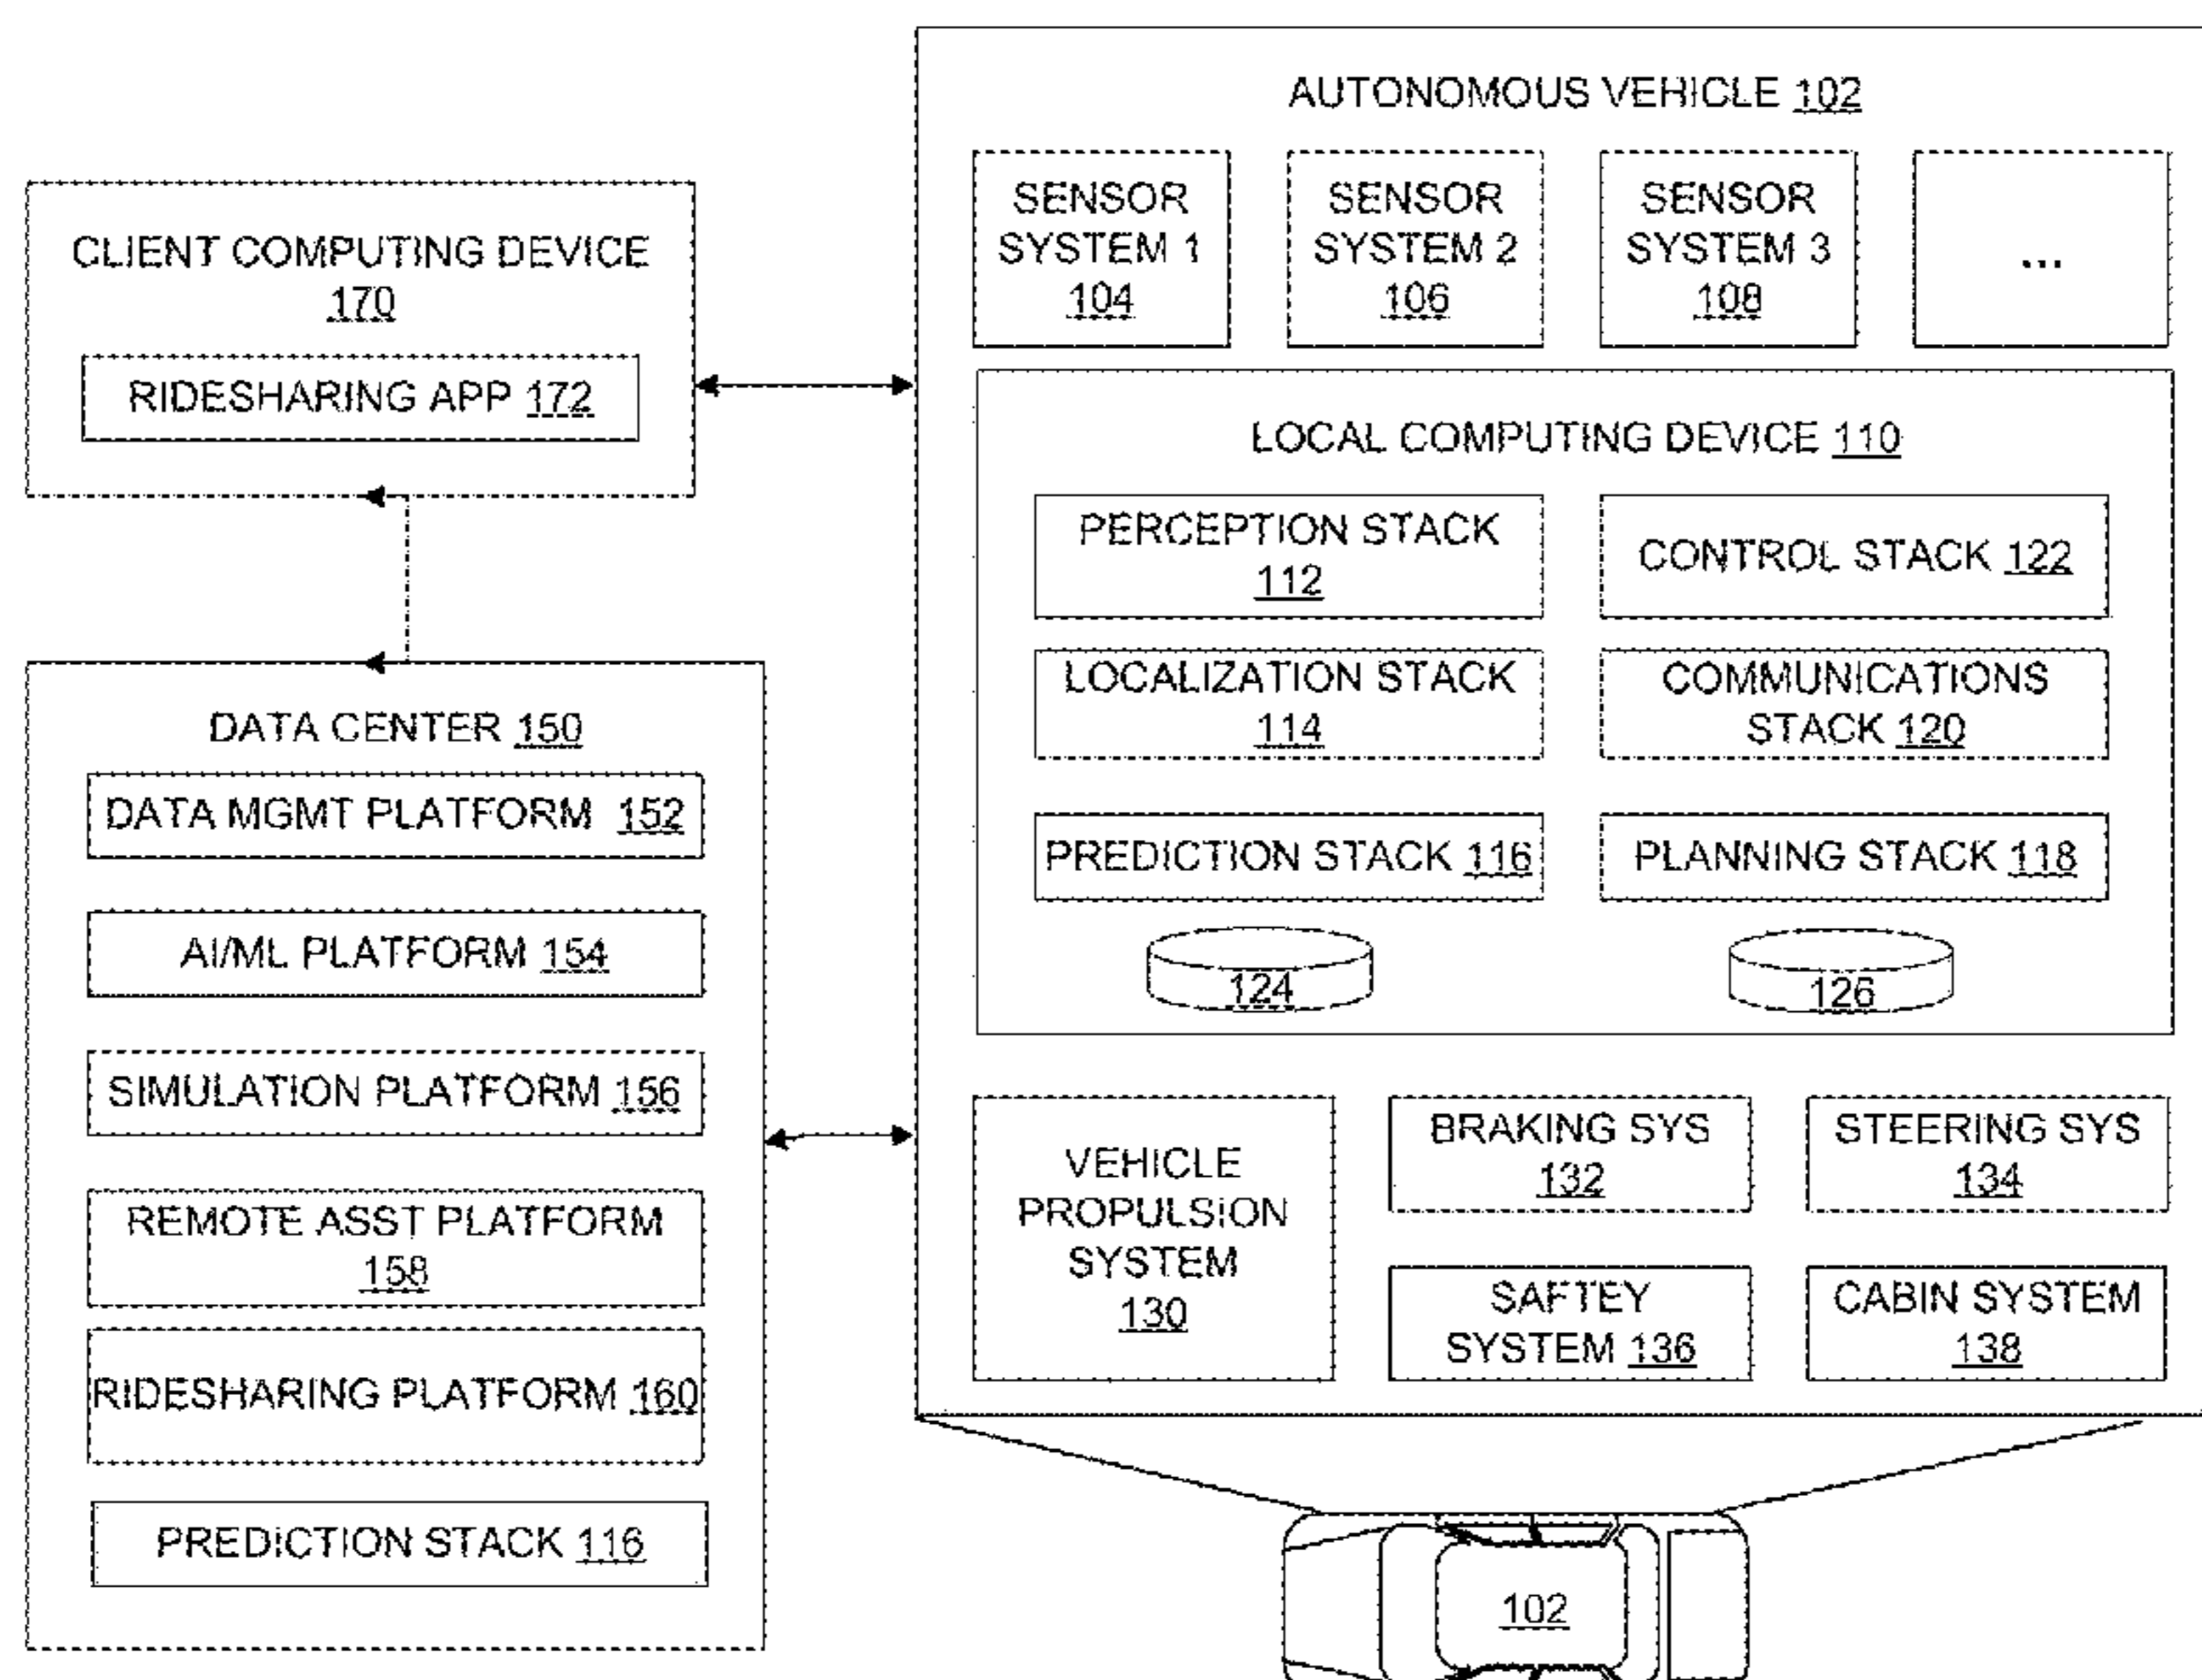 CLIENT COMPUTING DEVICE
170
RIDESHARING APP 172
DATA CENTER 150
DATA MGMT PLATFORM 152
AI/ML PLATFORM 154
SIMULATION PLATFORM 156
REMOTE ASST PLATFORM
158
RIDESHARING PLATFORM 160
PREDICTION STACK 116
AUTONOMOUS VEHICLE 102
SENSOR
SYSTEM 1
104
SENSOR
SYSTEM 2
106
SENSOR
SYSTEM 3
108
...
LOCAL COMPUTING DEVICE 110
PERCEPTION STACK
112
CONTROL STACK 122
LOCALIZATION STACK
114
COMMUNICATIONS
STACK 120
PREDICTION STACK 116
PLANNING STACK 118
124
126
VEHICLE
PROPULSION
SYSTEM
130
BRAKING SYS
132
STEERING SYS
134
SAFTEY
SYSTEM 136
CABIN SYSTEM
138
102